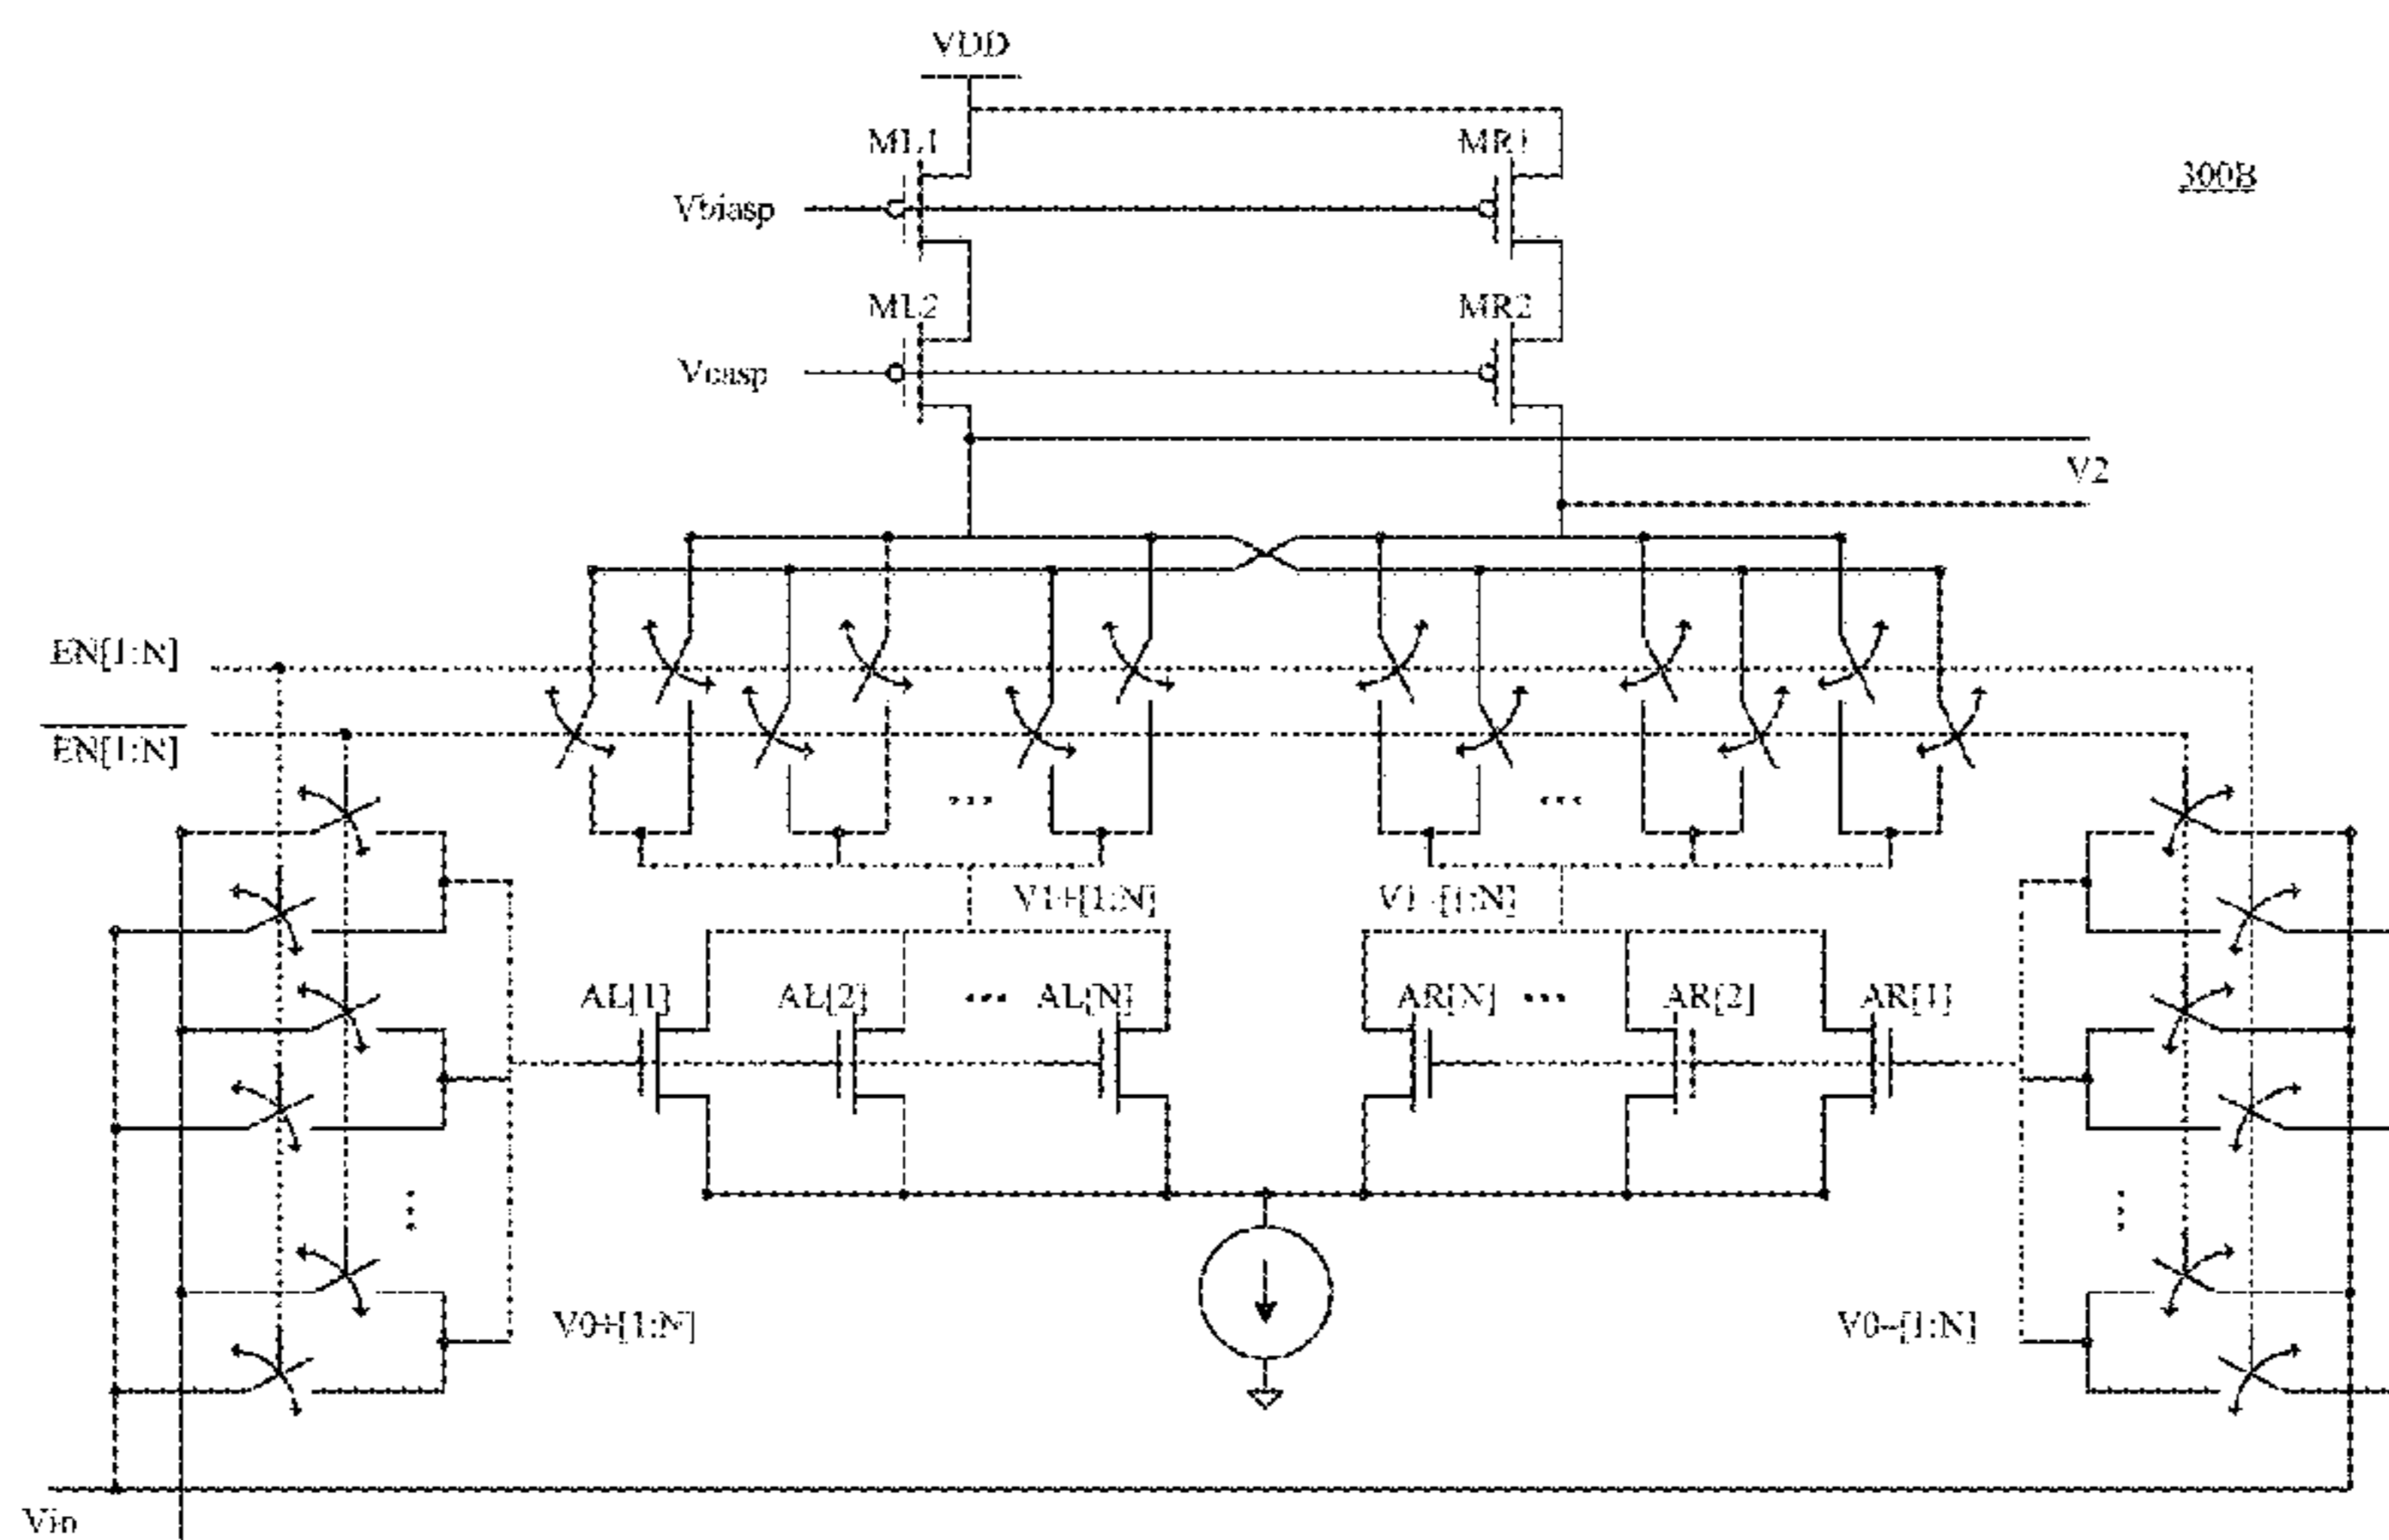 VDD
ML1
MR1
300B
Vbiasp
ML2
MR2
Vcasp
V2
EN[1:N]
EN[1:N]
... ...
V1+[1:N]
V1-[1:N]
AL[1]
AL[2]
... AL[N]
AR[N] ...
AR[2]
AR[1]
V0+[1:N]
V0-[1:N]
Vin